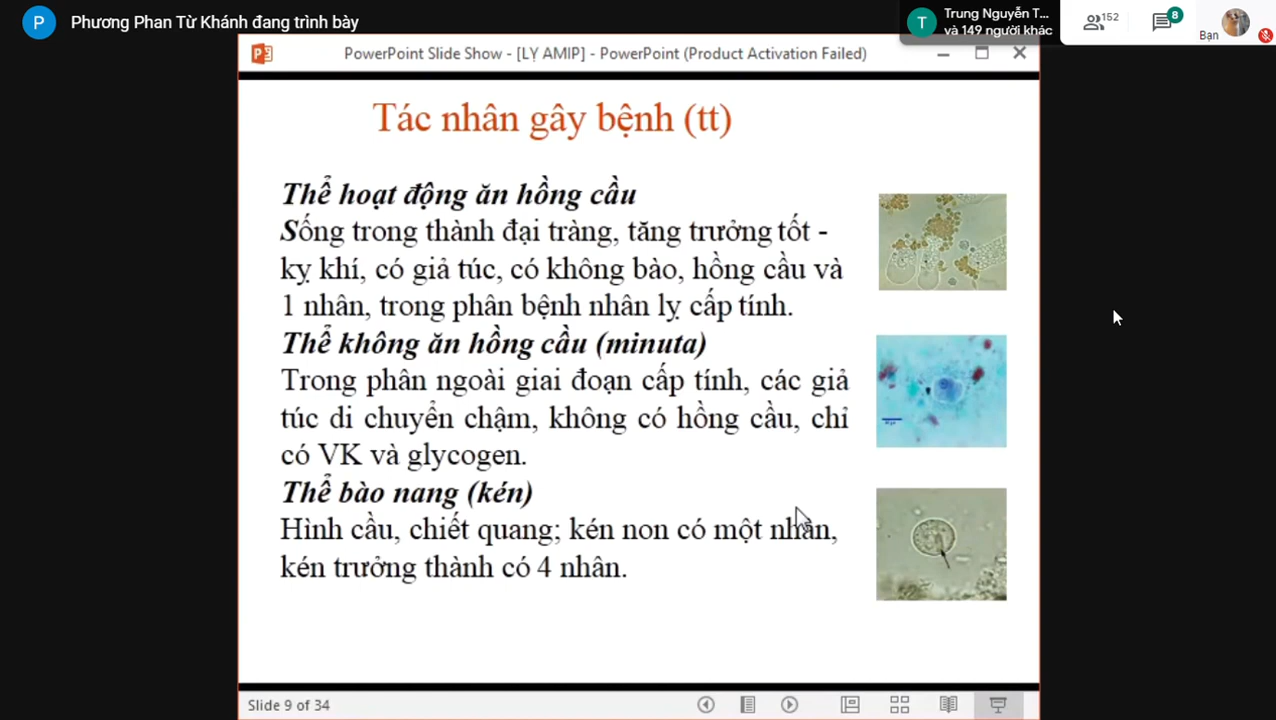 P Phương Phan Từ Khánh đang trình bày
T Trung Nguyễn T...
và 149 người khác
152
8
Bạn
PowerPoint Slide Show - [LỴ AMIP] - PowerPoint (Product Activation Failed)
Tác nhân gây bệnh (tt)
Thể hoạt động ăn hồng cầu
Sống trong thành đại tràng, tăng trưởng tốt -
kỵ khí, có giả túc, có không bào, hồng cầu và
1 nhân, trong phân bệnh nhân lỵ cấp tính.
Thể không ăn hồng cầu (minuta)
Trong phân ngoài giai đoạn cấp tính, các giả
túc di chuyển chậm, không có hồng cầu, chỉ
có VK và glycogen.
Thể bào nang (kén)
Hình cầu, chiết quang; kén non có một nhân,
kén trưởng thành có 4 nhân.
Slide 9 of 34